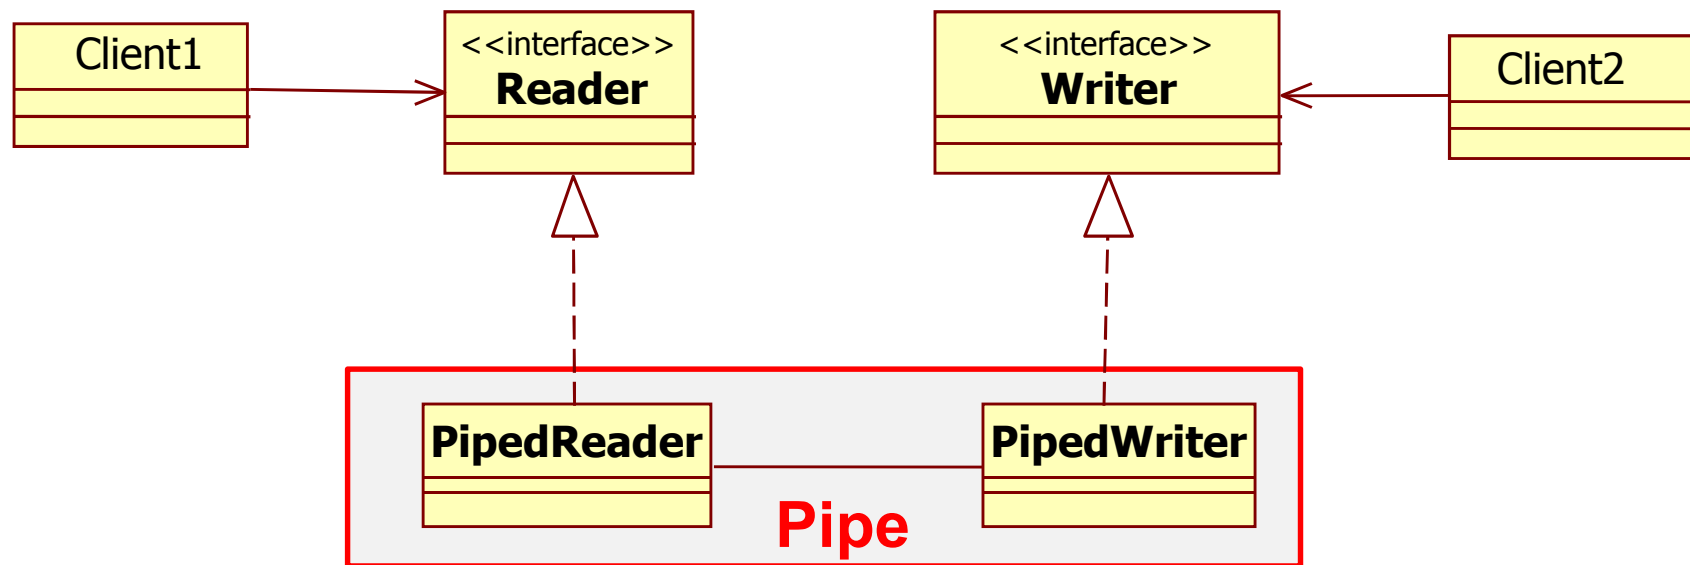 Client1
<<interface>>
Reader
<<interface>>
Writer
Client2
PipedReader
PipedWriter
Pipe